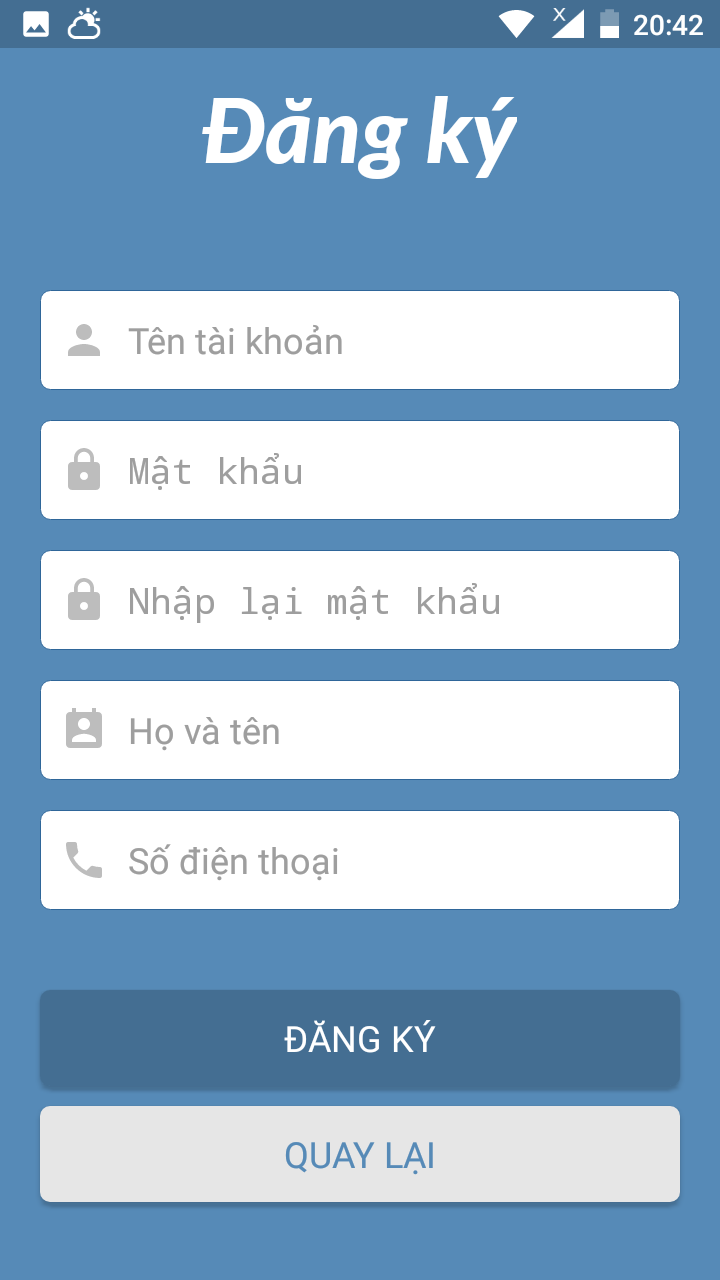 20:42
Đăng ký
Tên tài khoản
Mật khẩu
Nhập lại mật khẩu
Họ và tên
Số điện thoại
ĐĂNG KÝ
QUAY LẠI